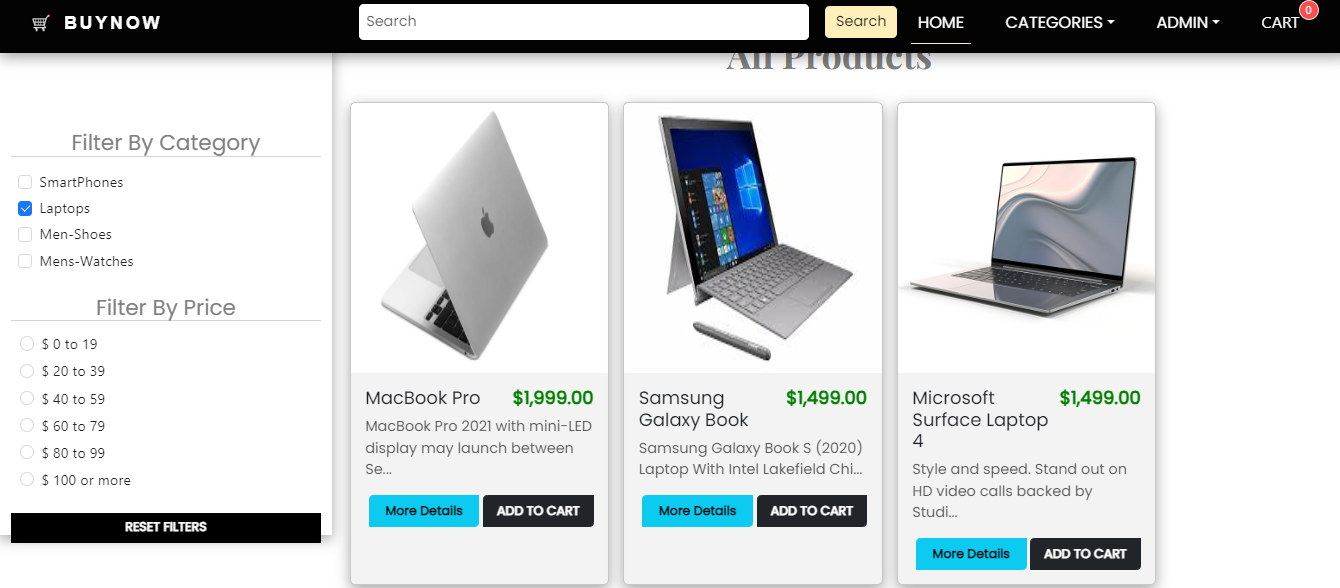 BUYNOW
Search
Search
HOME
CATEGORIES
ADMIN
CART
0
All Products
Filter By Category
SmartPhones
Laptops
Men-Shoes
Mens-Watches
Filter By Price
$ 0 to 19
$ 20 to 39
$ 40 to 59
$ 60 to 79
$ 80 to 99
$ 100 or more
RESET FILTERS
MacBook Pro
$1,999.00
MacBook Pro 2021 with mini-LED
display may launch between
Se...
More Details
ADD TO CART
Samsung
Galaxy Book
$1,499.00
Samsung Galaxy Book S (2020)
Laptop With Intel Lakefield Chi...
More Details
ADD TO CART
Microsoft
Surface Laptop
4
$1,499.00
Style and speed. Stand out on
HD video calls backed by
Studi...
More Details
ADD TO CART